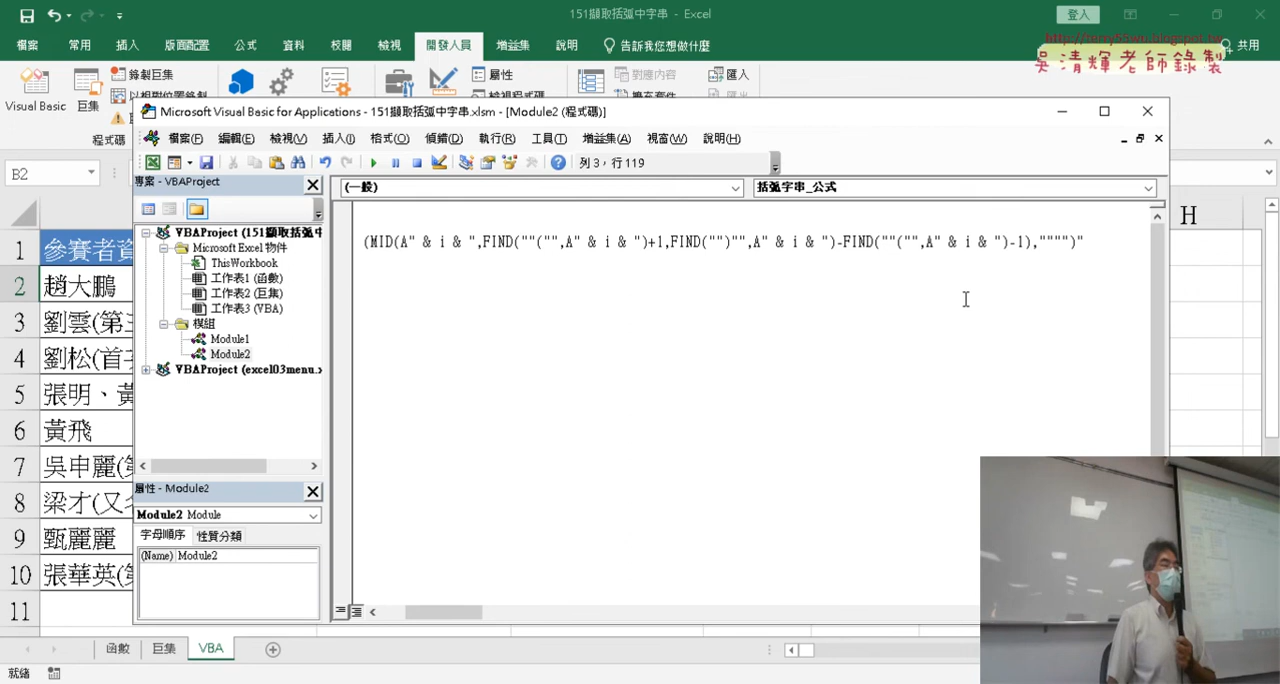 151擷取括弧中字串 - Excel
登入
http://terry55wu.blogspot.tw
吳清輝老師錄製
檔案 常用 插入 版面配置 公式 資料 校閱 檢視 開發人員 增益集 說明 告訴我您想做什麼 共用
Visual Basic 巨集 錄製巨集 屬性 對應內容 匯入
程式碼
Microsoft Visual Basic for Applications - 151擷取括弧中字串.xlsm - [Module2 (程式碼)]
檔案(F) 編輯(E) 檢視(V) 插入(I) 格式(O) 偵錯(D) 執行(R) 工具(T) 增益集(A) 視窗(W) 說明(H)
列 3，行 119
B2
專案 - VBAProject
(一般) 括弧字串_公式
VBAProject (151擷取括弧中
Microsoft Excel 物件
ThisWorkbook
工作表1 (函數)
工作表2 (巨集)
工作表3 (VBA)
模組
Module1
Module2
VBAProject (excel03menu.x
(MID(A" & i & ",FIND(""("",A" & i & ")+1,FIND("")"",A" & i & ")-FIND(""("",A" & i & ")-1),"""")"
屬性 - Module2
Module2 Module
字母順序 性質分類
(Name) Module2
H
1 參賽者資
2 趙大鵬
3 劉雲(第三
4 劉松(首
5 張明、黃
6 黃飛
7 吳申麗(第
8 梁才(又名
9 甄麗麗
10 張華英(第
11
函數 巨集 VBA
就緒